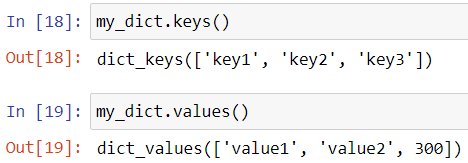 In [18]: my_dict.keys()
Out[18]: dict_keys(['key1', 'key2', 'key3'])
In [19]: my_dict.values()
Out[19]: dict_values(['value1', 'value2', 300])